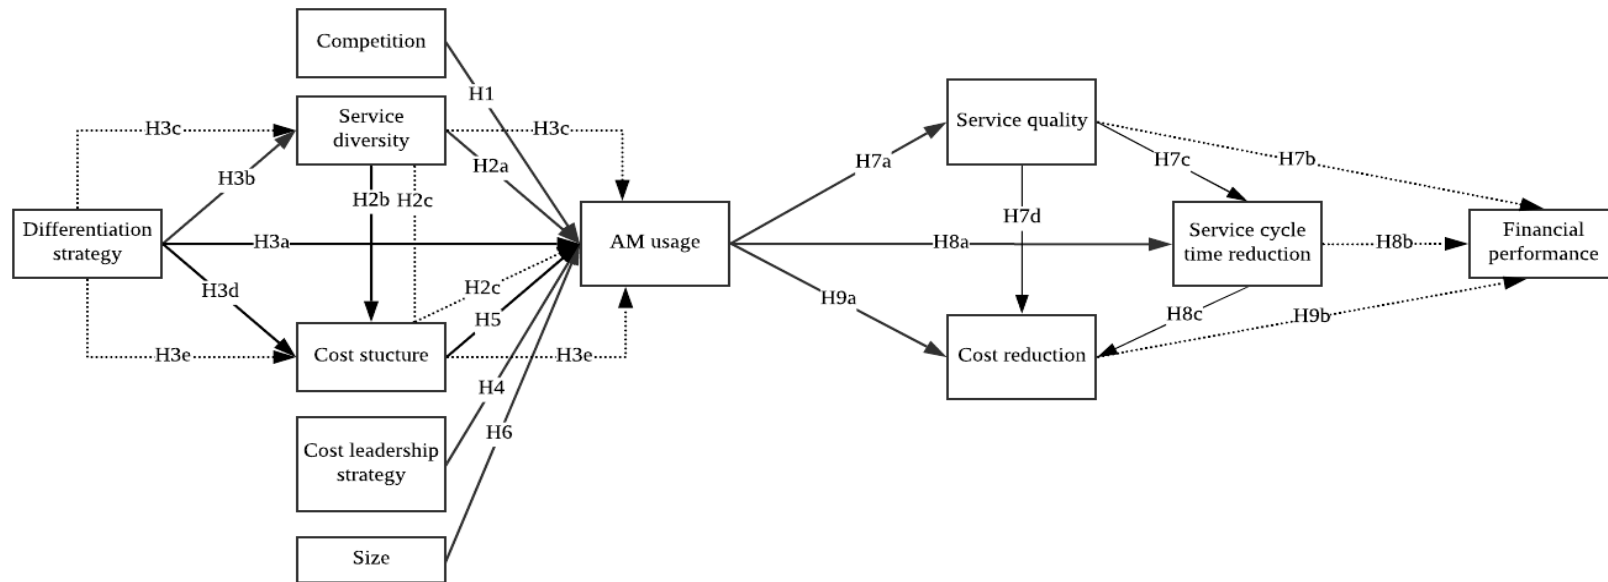 Competition
H1
Service
diversity
H3c
H3c
H2a
H3b
H2b
H2c
Differentiation
strategy
H3a
H3d
H2c
H5
Cost stucture
H3e
H3e
H4
H6
Cost leadership
strategy
Size
AM usage
Service quality
H7a
H7c
H7b
H7d
H8a
Service cycle
time reduction
H8b
Financial
performance
H9a
H8c
H9b
Cost reduction